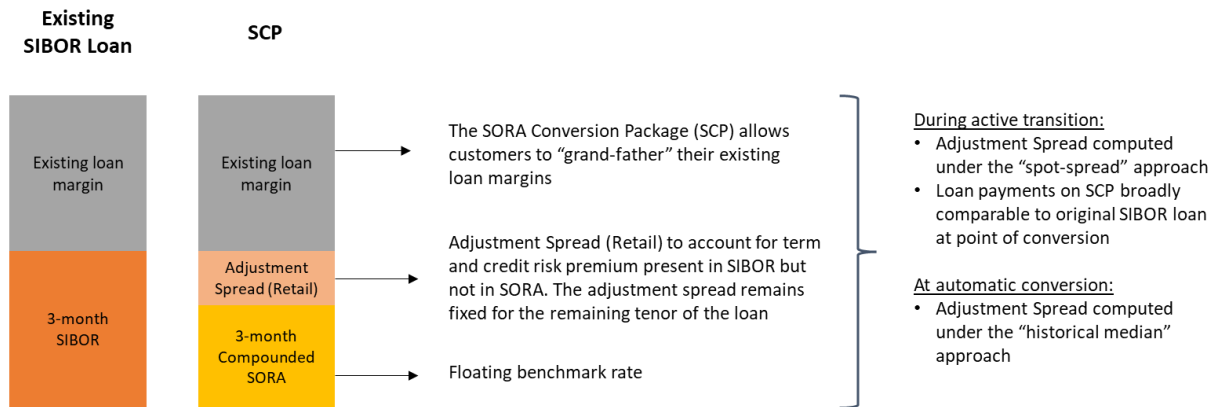 Existing
SIBOR Loan
SCP
Existing loan
margin
3-month
SIBOR
Existing loan
margin
Adjustment
Spread (Retail)
3-month
Compounded
SORA
The SORA Conversion Package (SCP) allows
customers to “grand-father” their existing
loan margins
Adjustment Spread (Retail) to account for term
and credit risk premium present in SIBOR but
not in SORA. The adjustment spread remains
fixed for the remaining tenor of the loan
Floating benchmark rate
During active transition:
• Adjustment Spread computed
under the “spot-spread” approach
• Loan payments on SCP broadly
comparable to original SIBOR loan
at point of conversion
At automatic conversion:
• Adjustment Spread computed
under the “historical median”
approach